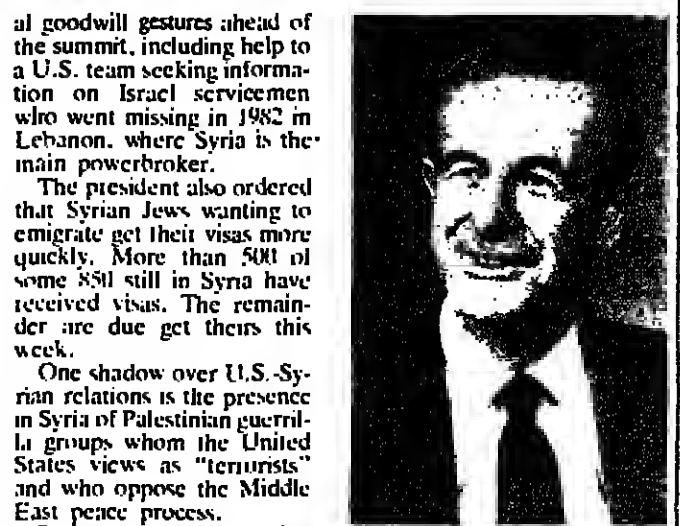 al goodwill gestures ahead of
the summit, including help to
a U.S. team seeking informa-
tion on Israel servicemen
who went missing in 1982 in
Lebanon, where Syria is the
main powerbroker.
The president also ordered
that Syrian Jews wanting to
emigrate get their visas more
quickly. More than 500 of
some 850 still in Syria have
received visas. The remain-
der are due get theirs this
week.
One shadow over U.S.-Sy-
rian relations is the presence
in Syria of Palestinian guerril-
la groups whom the United
States views as "terrorists"
and who oppose the Middle
East peace process.